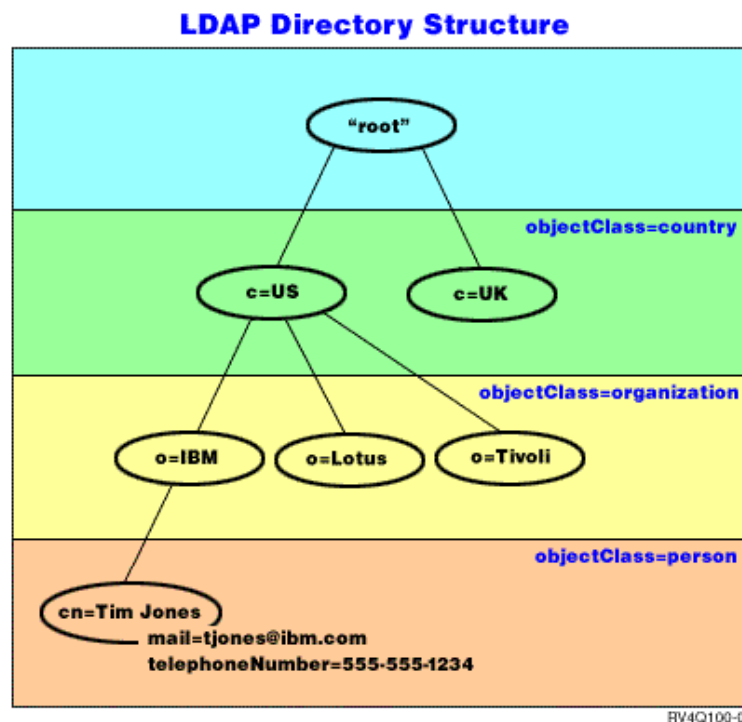 LDAP Directory Structure
“root”
objectClass=country
c=US
c=UK
objectClass=organization
o=IBM
o=Lotus
o=Tivoli
objectClass=person
cn=Tim Jones
mail=tjones@ibm.com
telephoneNumber=555-555-1234